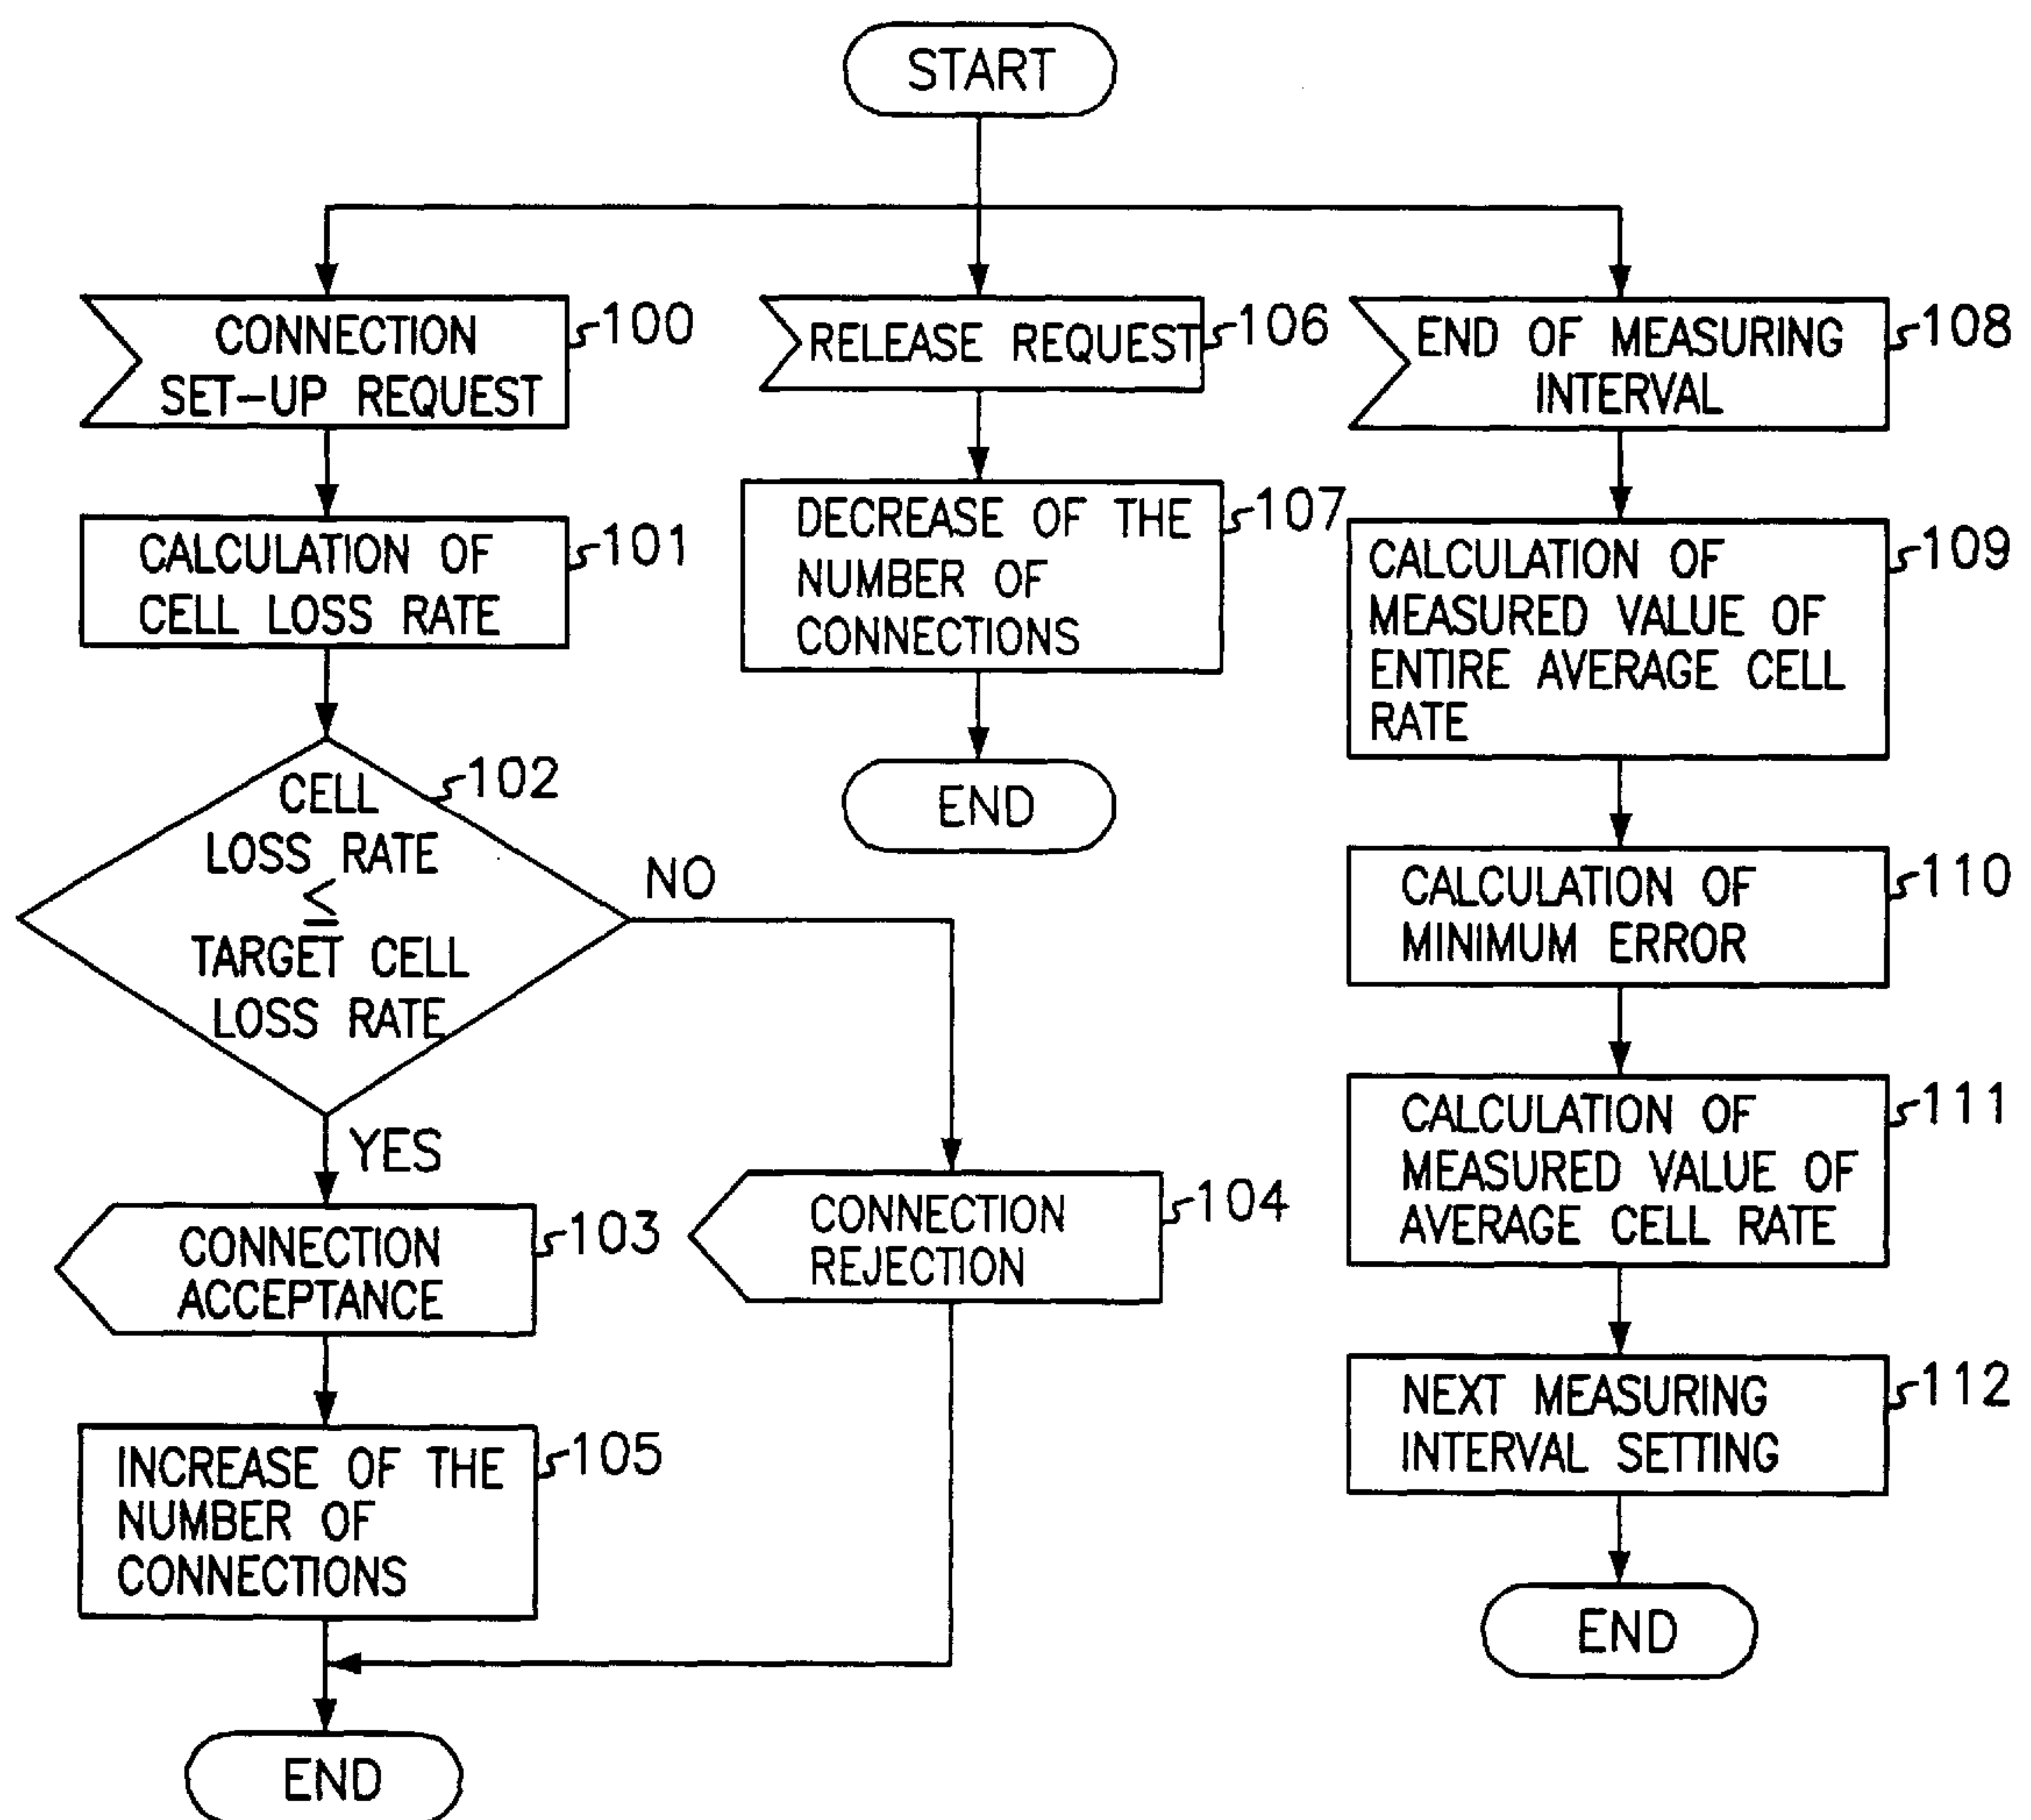 START
CONNECTION
SET-UP REQUEST
100
CALCULATION OF
CELL LOSS RATE
101
CELL
LOSS RATE
≦
TARGET CELL
LOSS RATE
102
NO
YES
CONNECTION
ACCEPTANCE
103
CONNECTION
REJECTION
104
INCREASE OF THE
NUMBER OF
CONNECTIONS
105
END
RELEASE REQUEST
106
DECREASE OF THE
NUMBER OF
CONNECTIONS
107
END
END OF MEASURING
INTERVAL
108
CALCULATION OF
MEASURED VALUE OF
ENTIRE AVERAGE CELL
RATE
109
CALCULATION OF
MINIMUM ERROR
110
CALCULATION OF
MEASURED VALUE OF
AVERAGE CELL RATE
111
NEXT MEASURING
INTERVAL SETTING
112
END